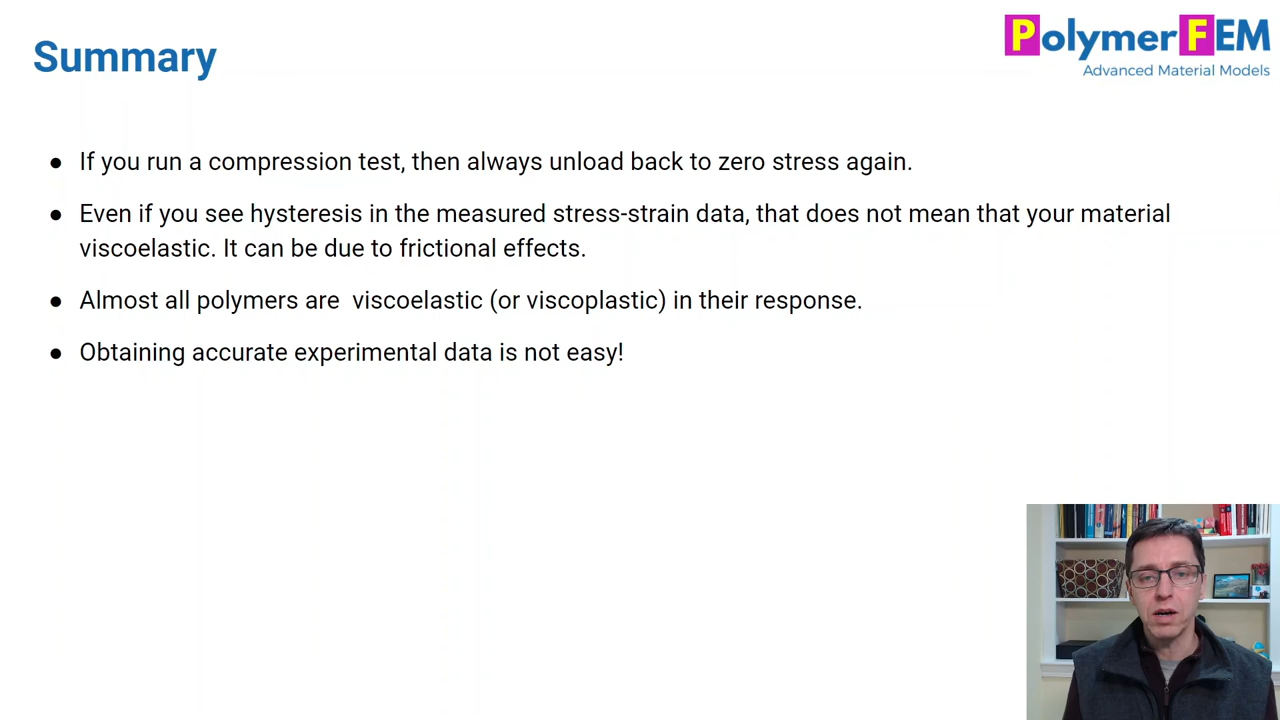 Summary
PolymerFEM
Advanced Material Models
● If you run a compression test, then always unload back to zero stress again.
● Even if you see hysteresis in the measured stress-strain data, that does not mean that your material
viscoelastic. It can be due to frictional effects.
● Almost all polymers are  viscoelastic (or viscoplastic) in their response.
● Obtaining accurate experimental data is not easy!